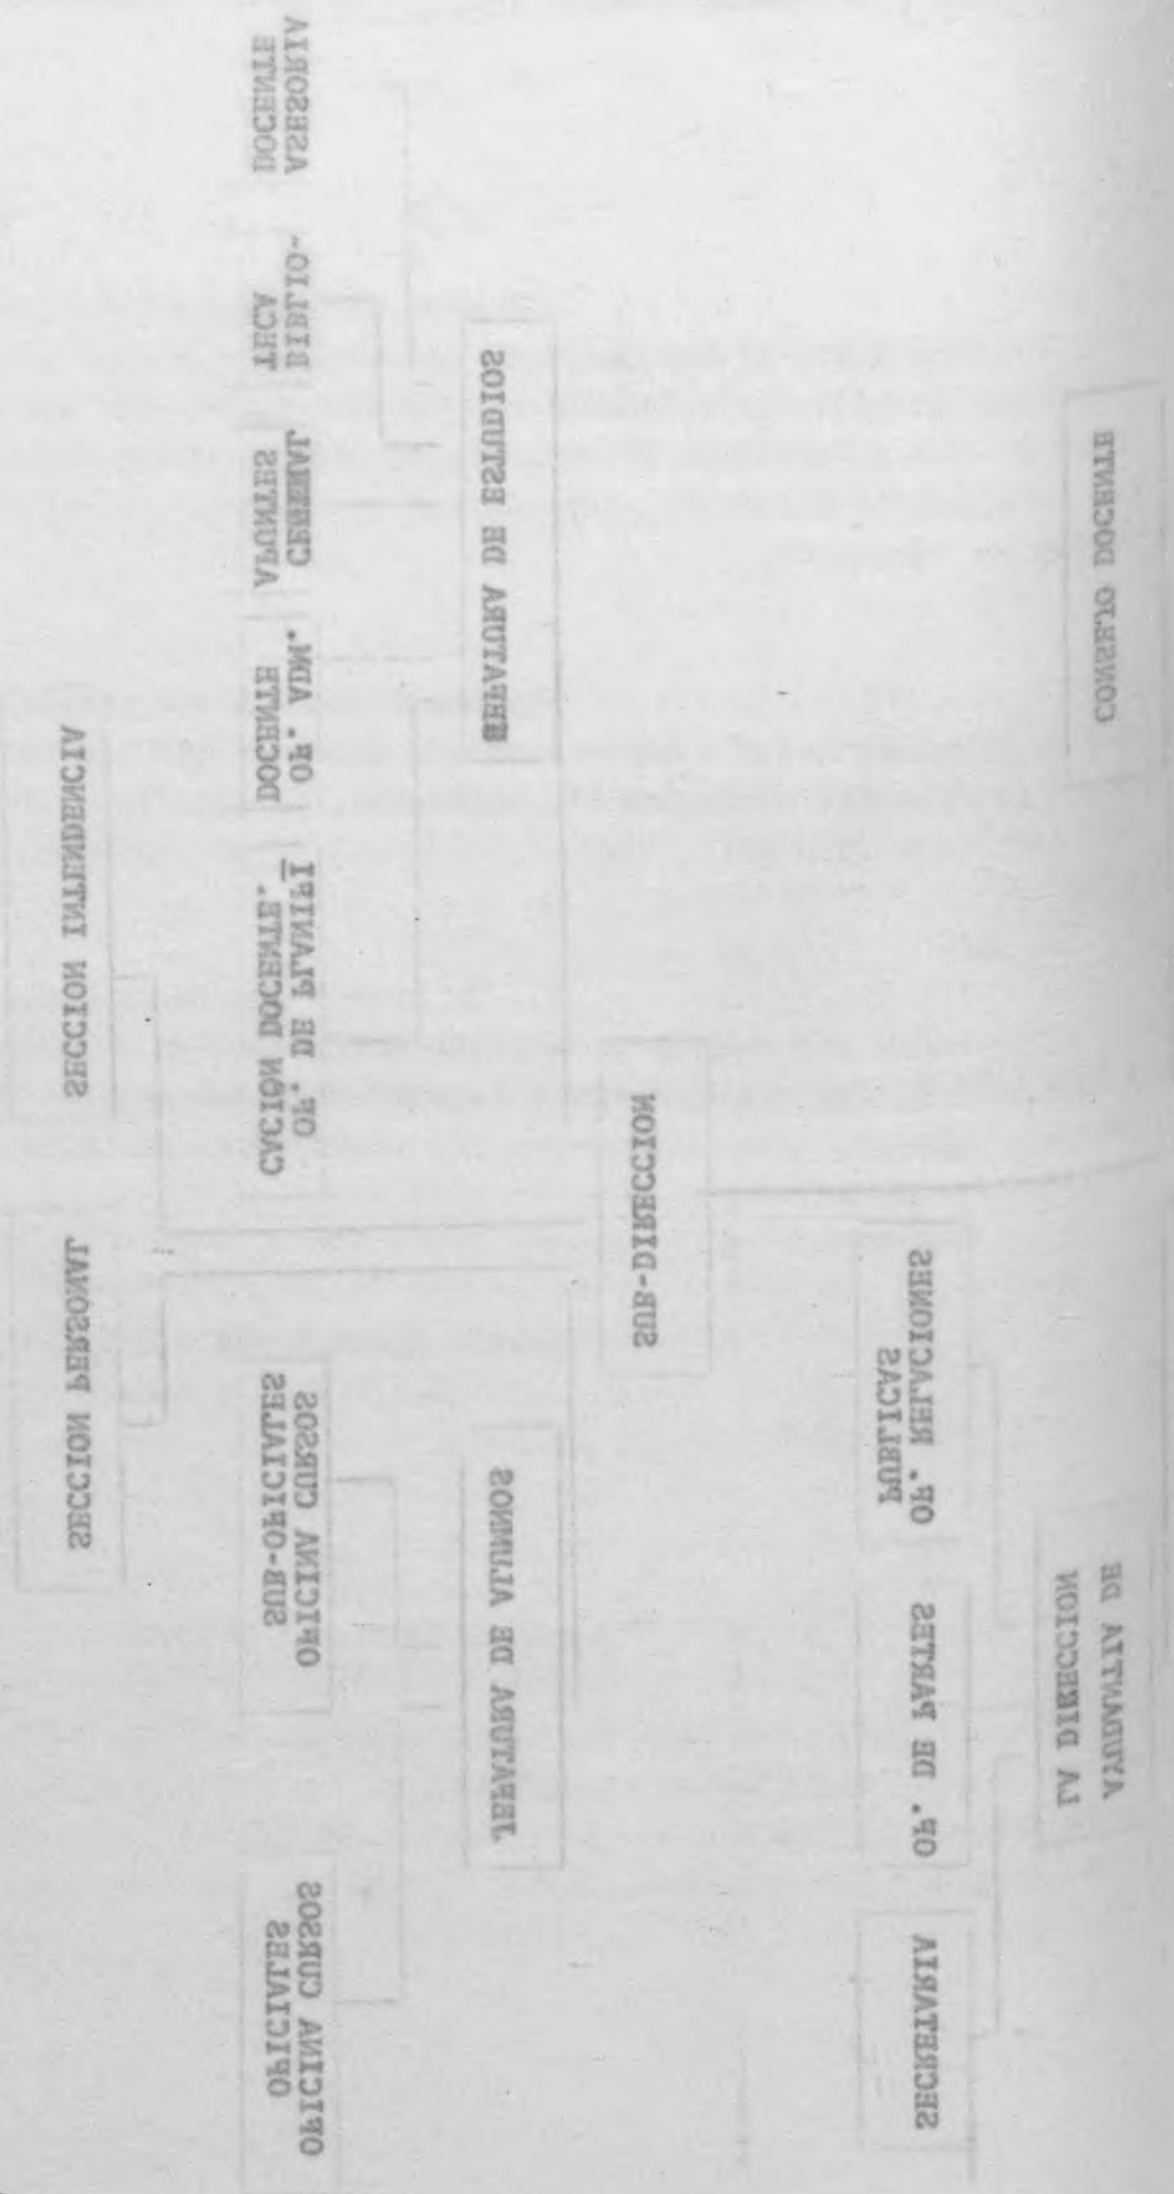 AYUDANTIA DE
LA DIRECCION
CONSEJO DOCENTE
SECRETARIA
OF. DE PARTES
OF. RELACIONES
PUBLICAS
SUB-DIRECCION
JEFATURA DE ALUMNOS
JEFATURA DE ESTUDIOS
OFICINA CURSOS
OFICIALES
OFICINA CURSOS
SUB-OFICIALES
OF. DE PLANIFI
CACION DOCENTE.
OF. ADM.
DOCENTE
APUNTES
BIBLIO-
TECA
ASESORIA
DOCENTE
SECCION PERSONAL
SECCION INTENDENCIA